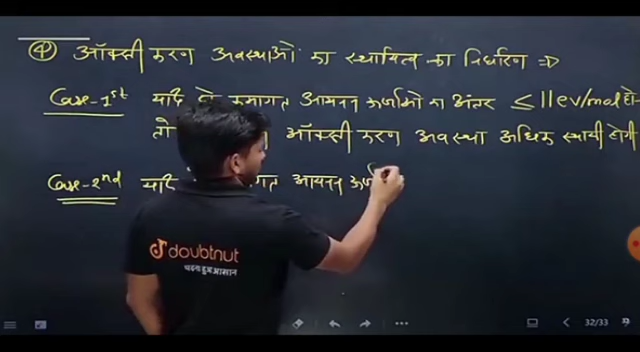 ④ ऑक्सीकरण अवस्थाओं का स्थायित्व का निर्धारण ⇒
Case-1st यदि दो क्रमागत आयनन ऊर्जाओं का अंतर ≤ 11ev/mol हो-
तो ऑक्सीकरण अवस्था अधिक स्थायी होगी
Case-2nd यदि गत आयनन ऊर्जा
doubtnut
पढ़ना हुआ आसान
32/33